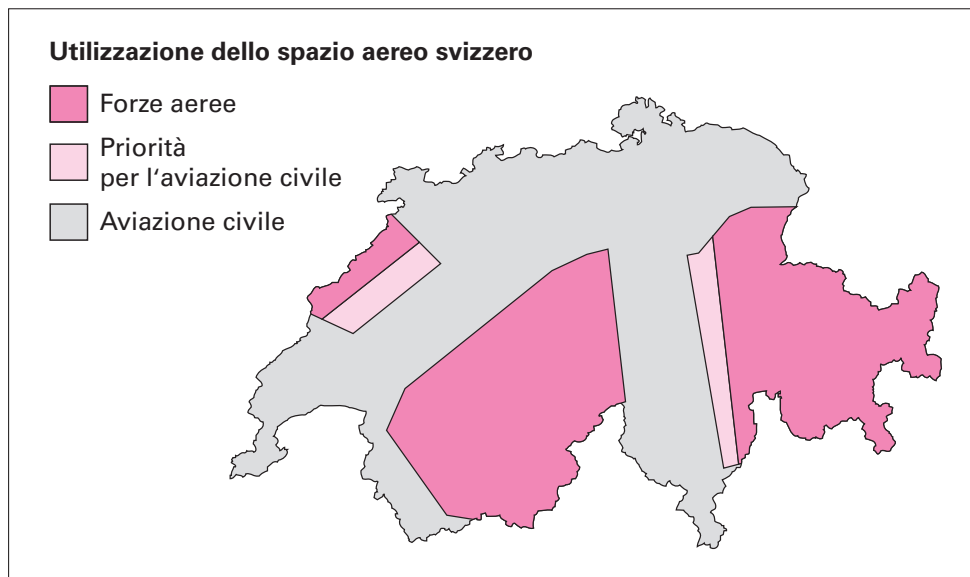 Utilizzazione dello spazio aereo svizzero
Forze aeree
Priorità
per l‘aviazione civile
Aviazione civile